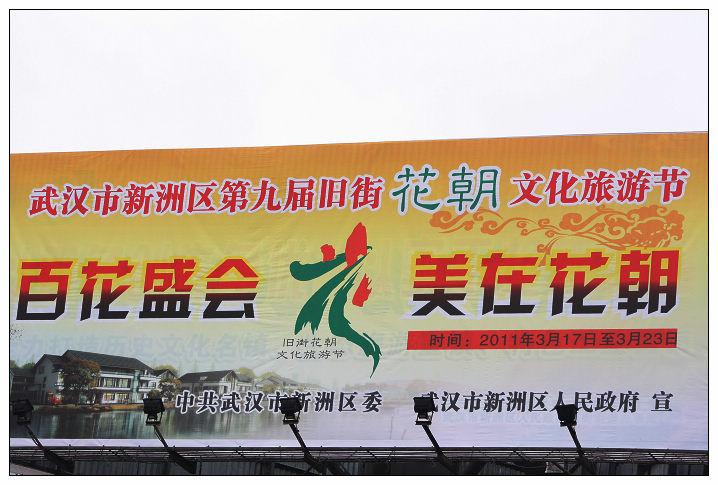 武汉市新洲区第九届旧街花朝文化旅游节
百花盛会 美在花朝
旧街花朝
文化旅游节
时间：2011年3月17日至3月23日
中共武汉市新洲区委 武汉市新洲区人民政府 宣